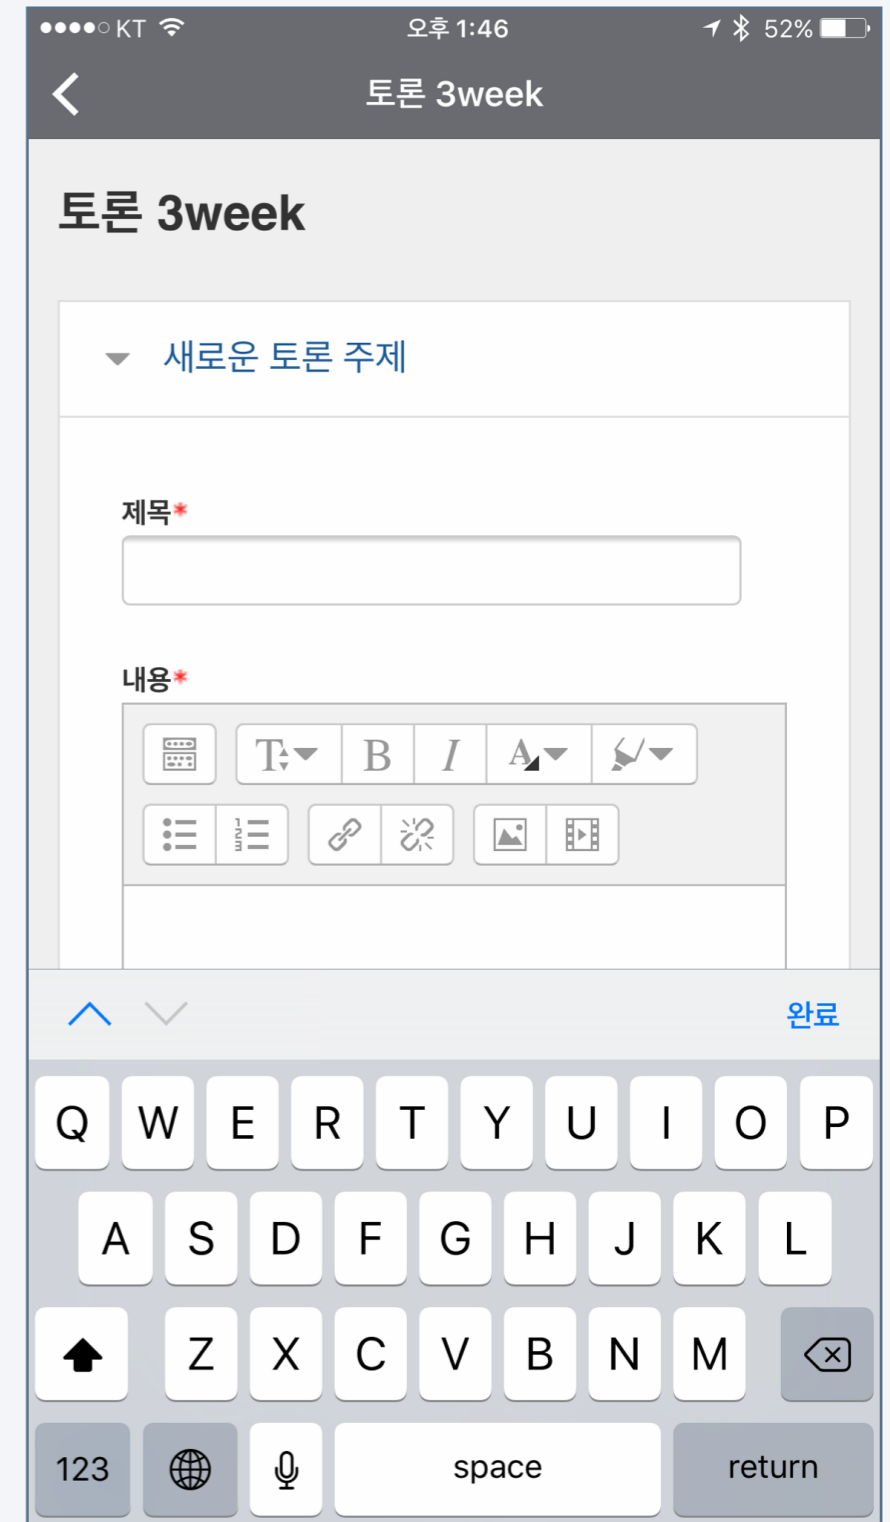 KT 오후 1:46 52%
토론 3week
토론 3week
새로운 토론 주제
제목*
내용*
T B I A
완료
Q W E R T Y U I O P
A S D F G H J K L
Z X C V B N M
123 space return